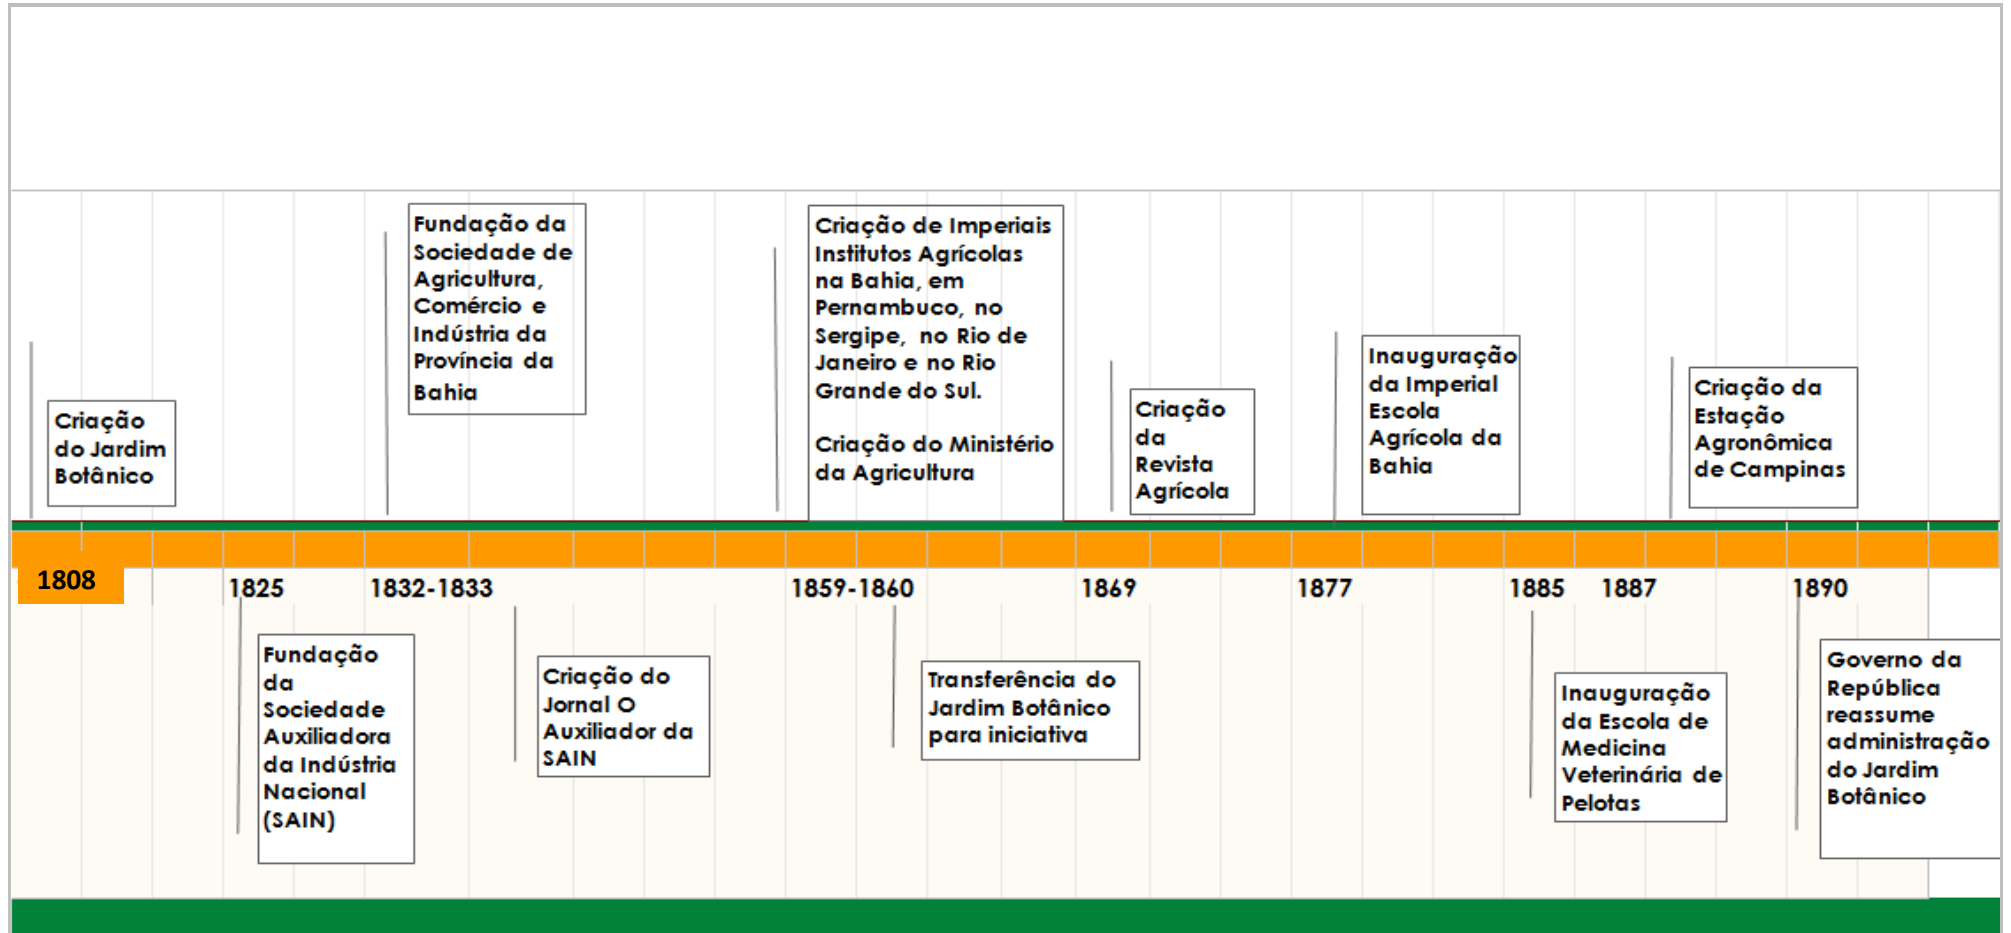 Criação
do Jardim
Botânico
Fundação da
Sociedade de
Agricultura,
Comércio e
Indústria da
Província da
Bahia
Criação de Imperiais
Institutos Agrícolas
na Bahia, em
Pernambuco, no
Sergipe, no Rio de
Janeiro e no Rio
Grande do Sul.
Criação do Ministério
da Agricultura
Criação
da
Revista
Agrícola
Inauguração
da Imperial
Escola
Agrícola da
Bahia
Criação da
Estação
Agronômica
de Campinas
1808
1825
1832-1833
1859-1860
1869
1877
1885
1887
1890
Fundação
da
Sociedade
Auxiliadora
da Indústria
Nacional
(SAIN)
Criação do
Jornal O
Auxiliador da
SAIN
Transferência do
Jardim Botânico
para iniciativa
Inauguração
da Escola de
Medicina
Veterinária de
Pelotas
Governo da
República
reassume
administração
do Jardim
Botânico